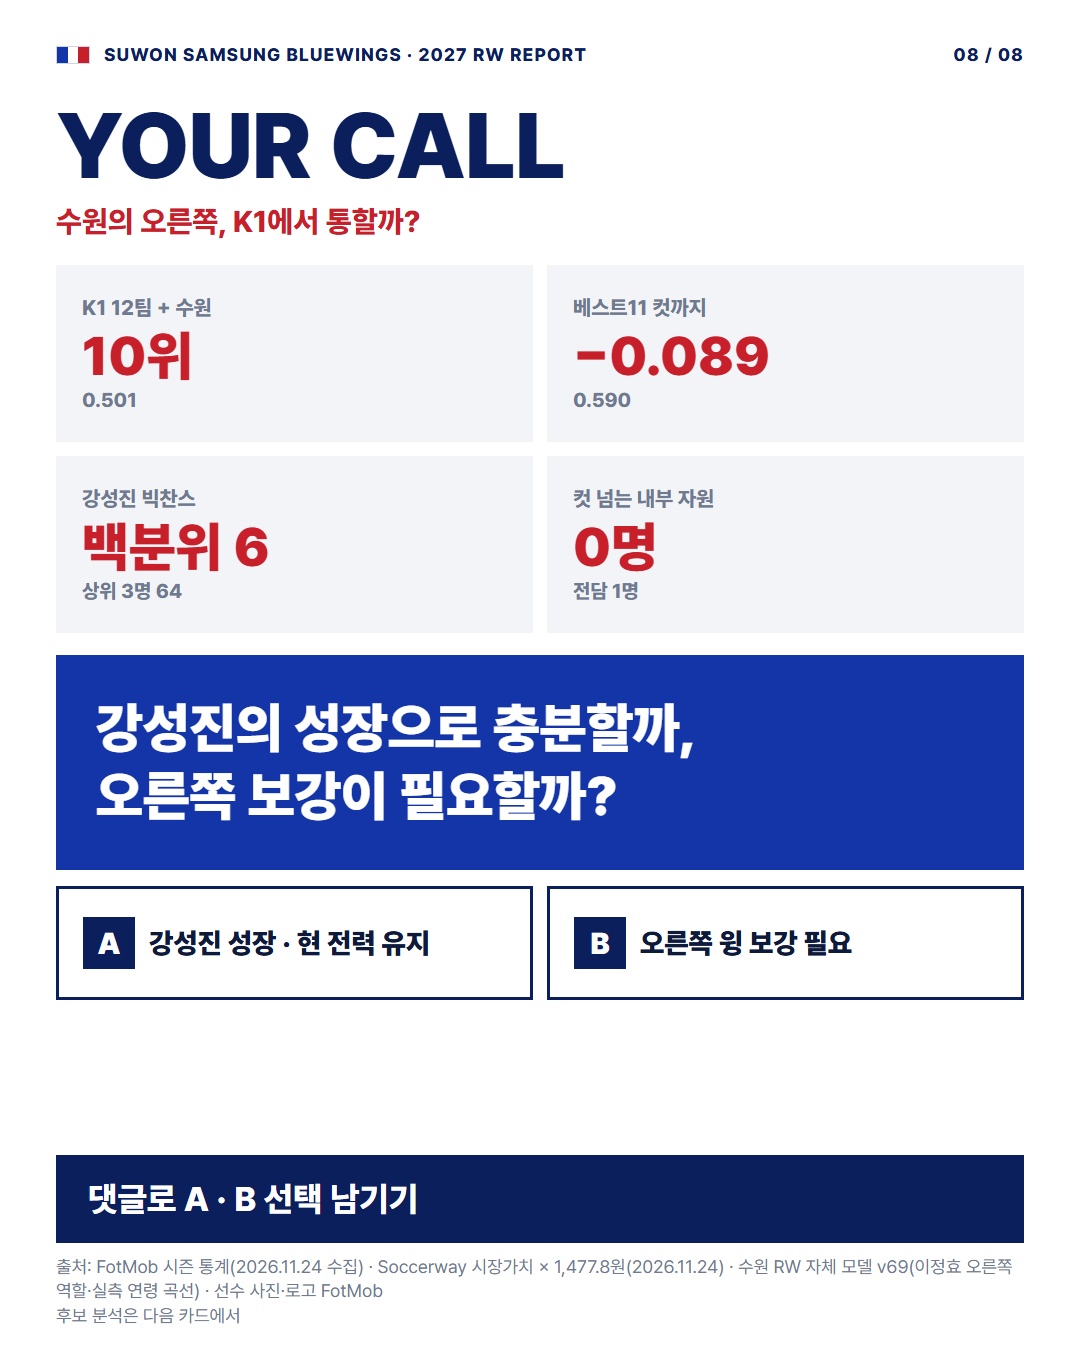 SUWON SAMSUNG BLUEWINGS · 2027 RW REPORT
08 / 08
YOUR CALL
수원의 오른쪽, K1에서 통할까?
K1 12팀 + 수원
10위
0.501
베스트11 컷까지
−0.089
0.590
강성진 빅찬스
백분위 6
상위 3명 64
컷 넘는 내부 자원
0명
전담 1명
강성진의 성장으로 충분할까,
오른쪽 보강이 필요할까?
A 강성진 성장 · 현 전력 유지
B 오른쪽 윙 보강 필요
댓글로 A · B 선택 남기기
출처: FotMob 시즌 통계(2026.11.24 수집) · Soccerway 시장가치 × 1,477.8원(2026.11.24) · 수원 RW 자체 모델 v69(이정효 오른쪽
역할·실측 연령 곡선) · 선수 사진·로고 FotMob
후보 분석은 다음 카드에서